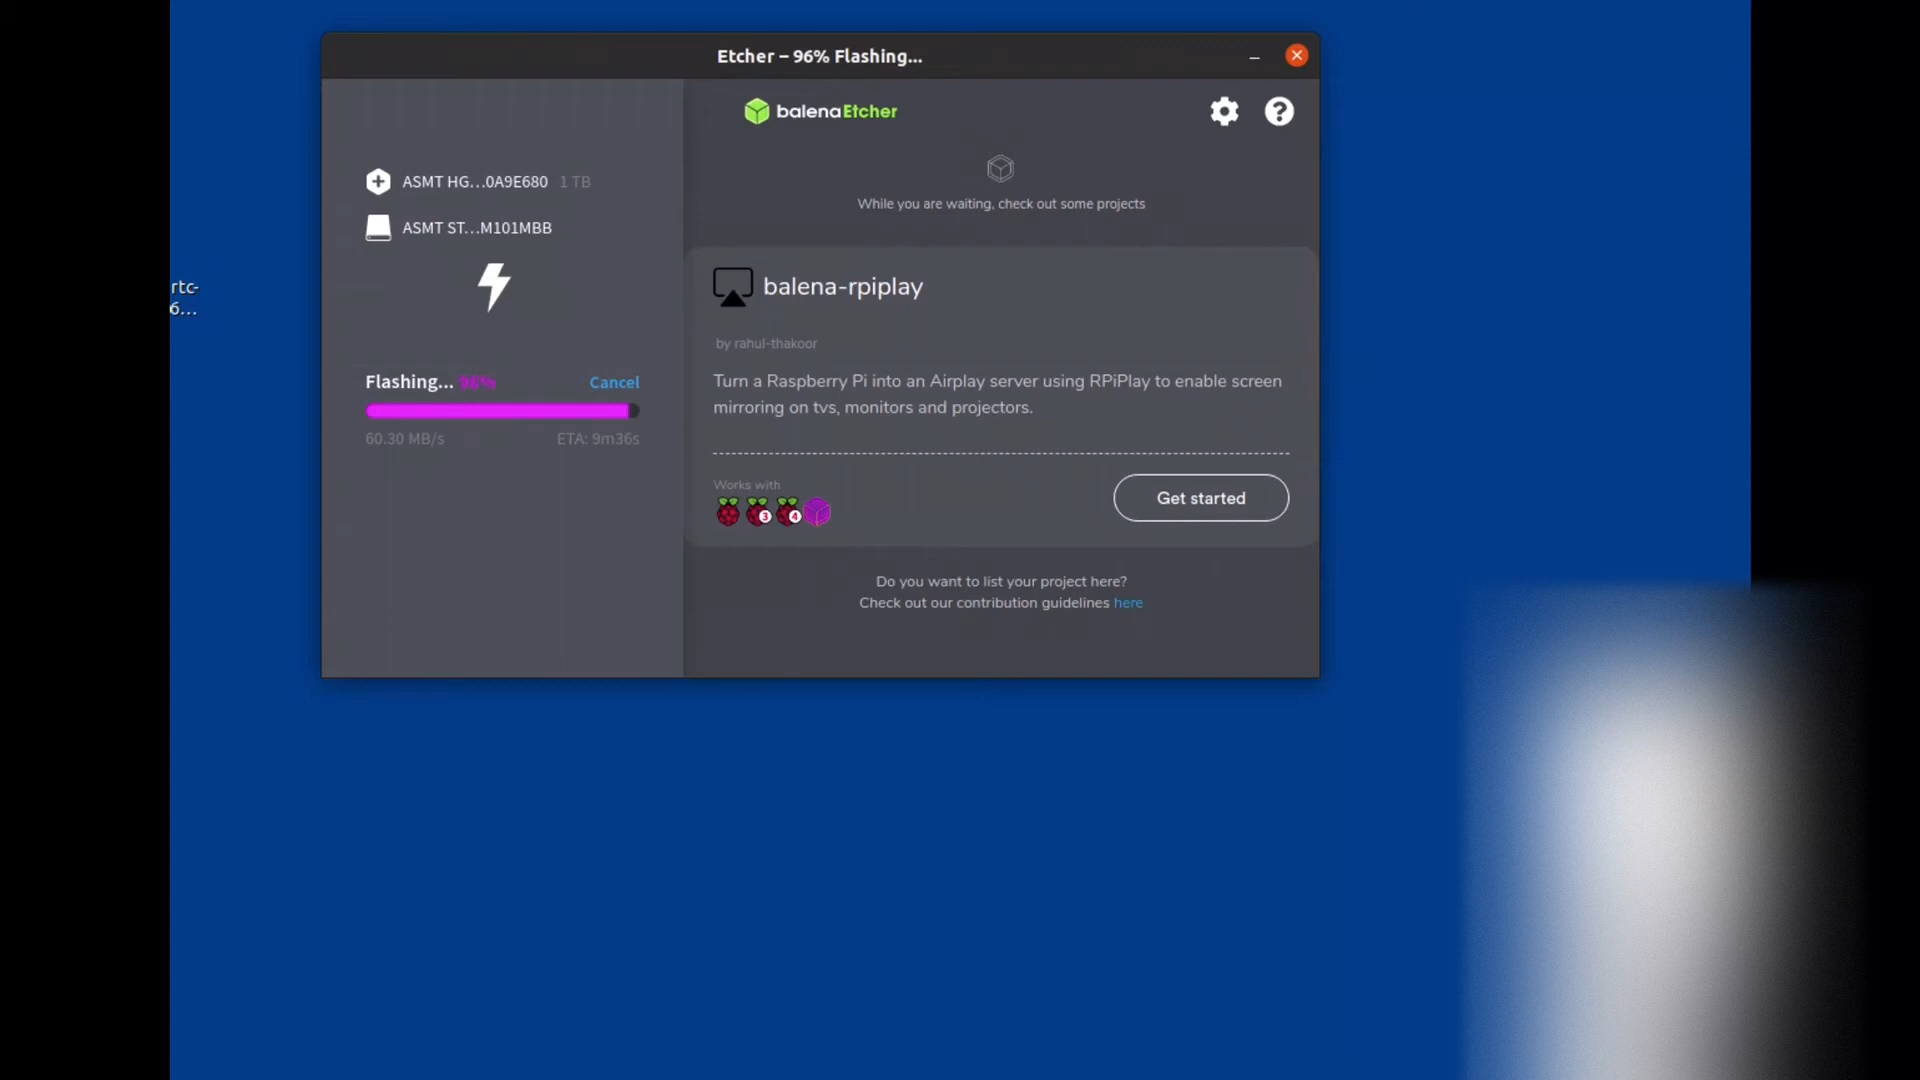 Etcher – 96% Flashing...
balenaEtcher
ASMT HG...0A9E680 1 TB
ASMT ST...M101MBB
While you are waiting, check out some projects
rtc-
6...
balena-rpiplay
by rahul-thakoor
Turn a Raspberry Pi into an Airplay server using RPiPlay to enable screen
mirroring on tvs, monitors and projectors.
Flashing... 96% Cancel
60.30 MB/s ETA: 9m36s
Works with
3 4
Get started
Do you want to list your project here?
Check out our contribution guidelines here